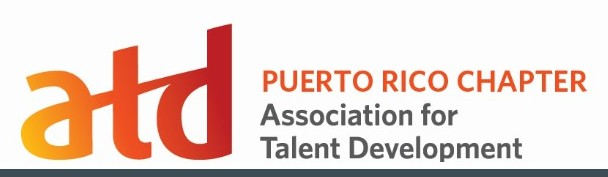 atd
PUERTO RICO CHAPTER
Association for
Talent Development